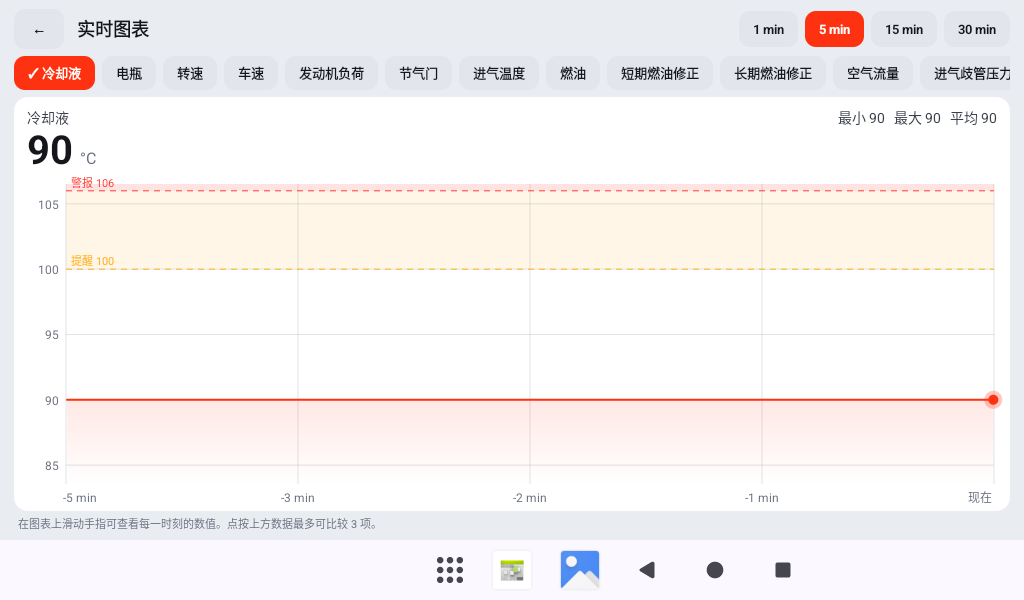 ← 实时图表 1 min 5 min 15 min 30 min
✓ 冷却液 电瓶 转速 车速 发动机负荷 节气门 进气温度 燃油 短期燃油修正 长期燃油修正 空气流量 进气歧管压力
冷却液 最小 90 最大 90 平均 90
90 °C
警报 106
105
提醒 100
100
95
90
85
-5 min -3 min -2 min -1 min 现在
在图表上滑动手指可查看每一时刻的数值。点按上方数据最多可比较 3 项。